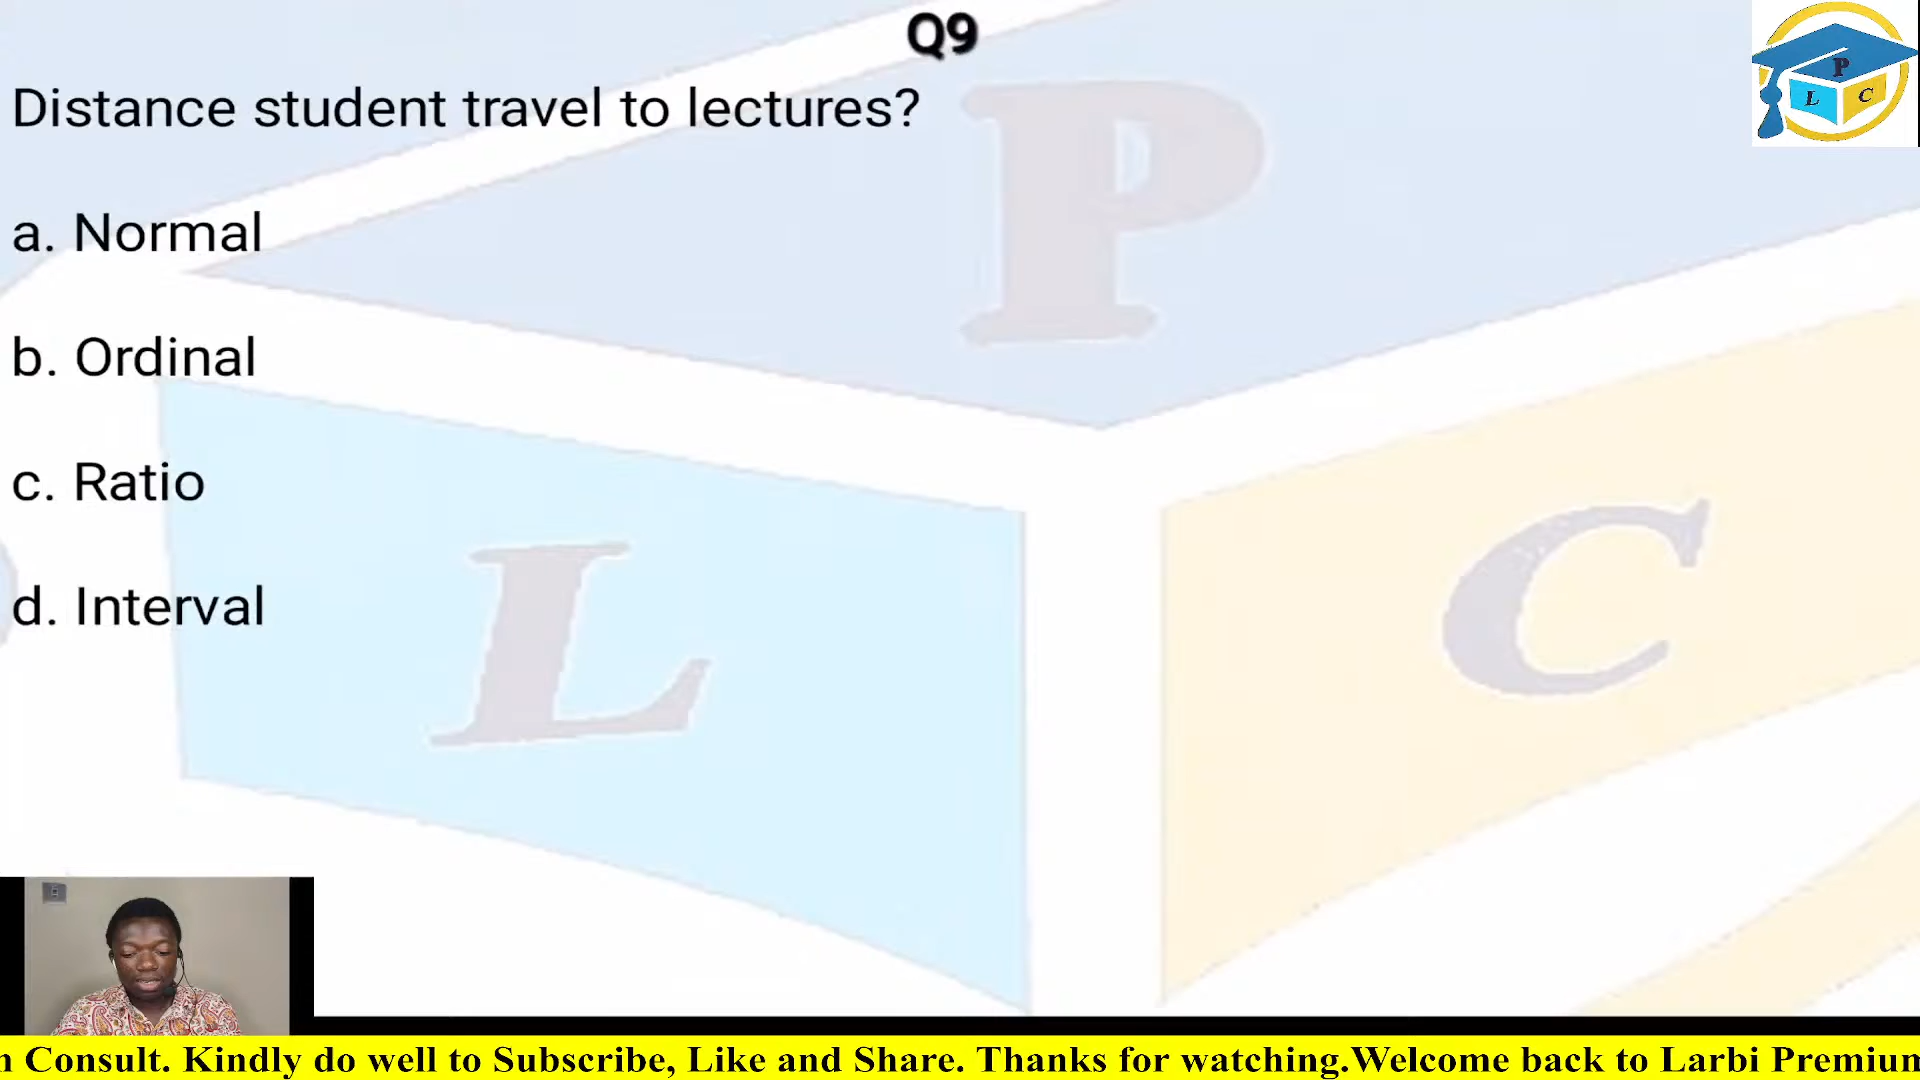 Q9
P
L C
Distance student travel to lectures?
P
a. Normal
b. Ordinal
c. Ratio
L
C
d. Interval
Consult. Kindly do well to Subscribe, Like and Share. Thanks for watching.Welcome back to Larbi Premium